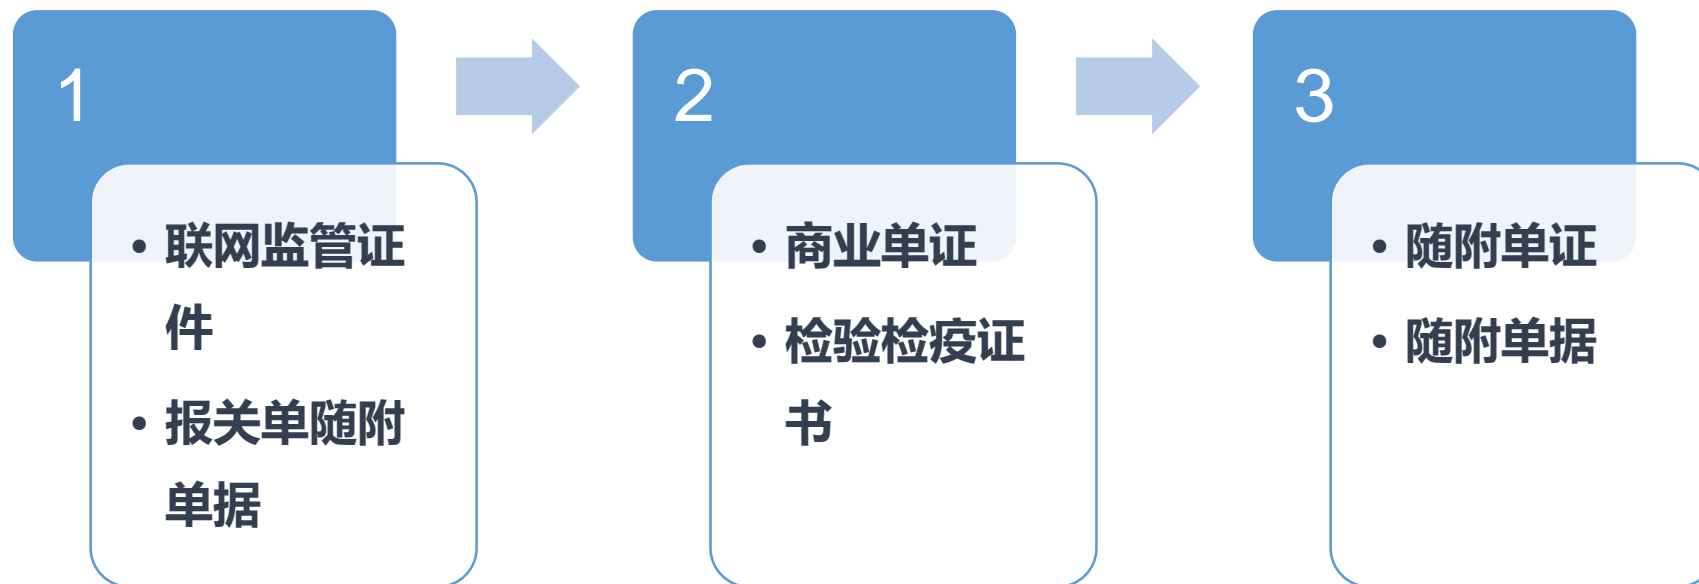 1
• 联网监管证
件
• 报关单随附
单据
2
• 商业单证
• 检验检疫证
书
3
• 随附单证
• 随附单据